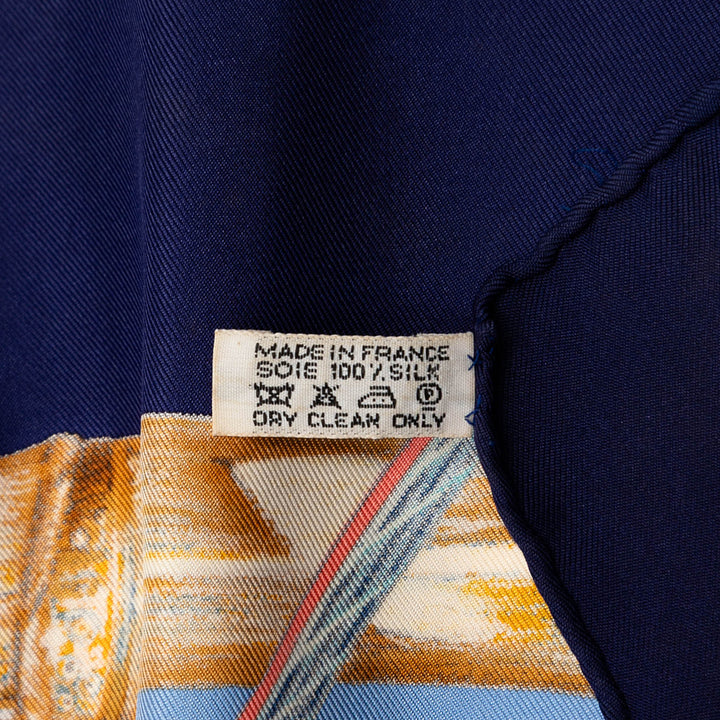 MADE IN FRANCE
SOIE 100% SILK
P
DRY CLEAN ONLY